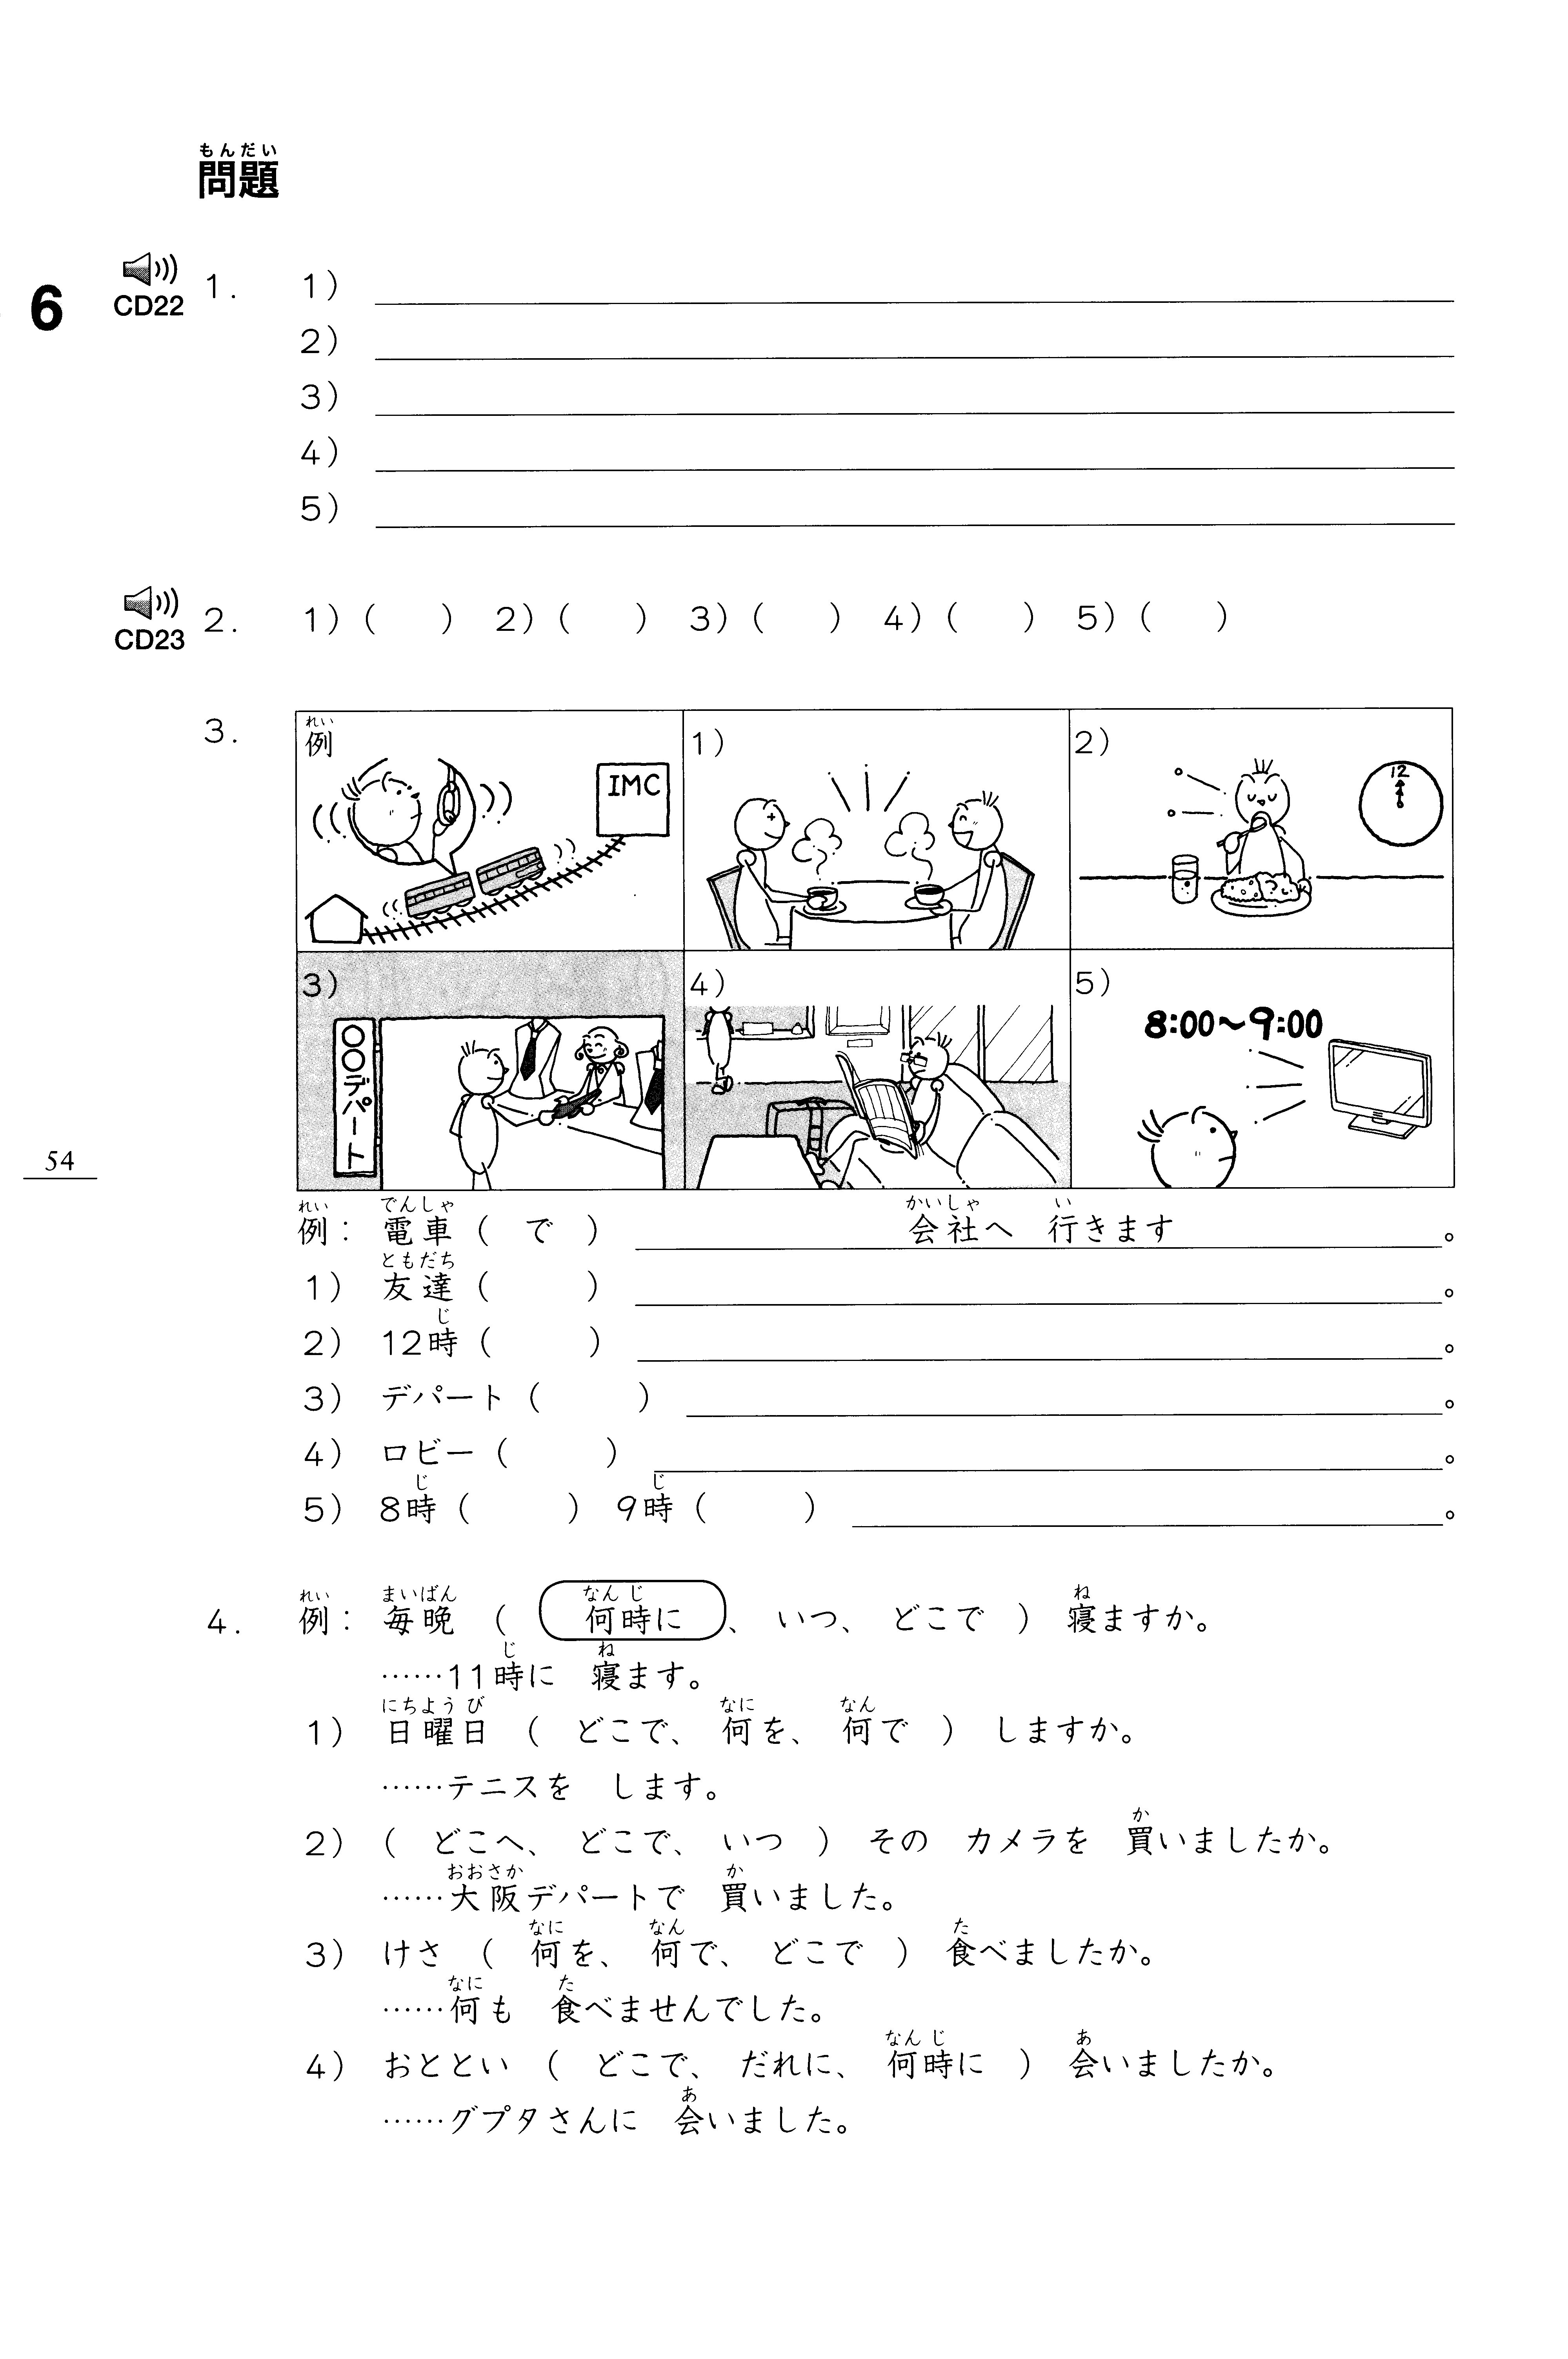 もんだい
問題
6
CD22
1. 1)
2)
3)
4)
5)
CD23
2. 1)( ) 2)( ) 3)( ) 4)( ) 5)( )
3.
れい
例
IMC
1)
2)
12
3)
○○デパート
4)
5)
8:00〜9:00
54
れい でんしゃ かいしゃ い
例: 電車( で ) 会社へ 行きます。
ともだち
1) 友達( ) 。
じ
2) 12時( ) 。
3) デパート( ) 。
4) ロビー( ) 。
じ じ
5) 8時( ) 9時( ) 。
れい まいばん なんじ ね
4. 例: 毎晩 ( 何時に、 いつ、 どこで ) 寝ますか。
じ ね
……11時に 寝ます。
にちようび なに なん
1) 日曜日 ( どこで、 何を、 何で ) しますか。
……テニスを します。
か
2) ( どこへ、 どこで、 いつ ) その カメラを 買いましたか。
おおさか か
……大阪デパートで 買いました。
なに なん た
3) けさ ( 何を、 何で、 どこで ) 食べましたか。
なに た
……何も 食べませんでした。
なんじ あ
4) おととい ( どこで、 だれに、 何時に ) 会いましたか。
あ
……グプタさんに 会いました。